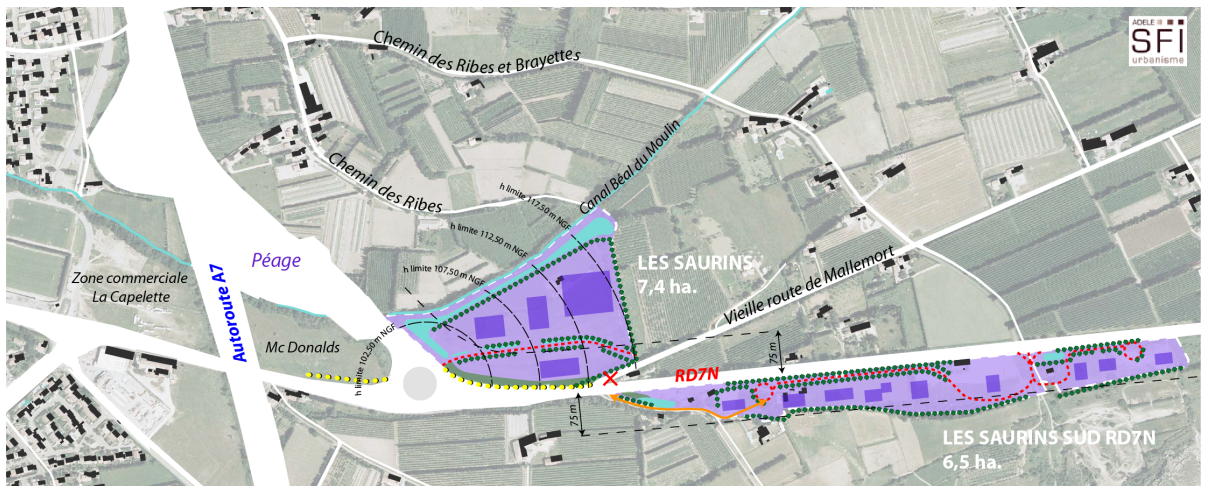 ADELE
SFI
urbanisme
Chemin des Ribes et Brayettes
Canal Béal du Moulin
Chemin des Ribes
h limite 117,50 m NGF
h limite 112,50 m NGF
h limite 107,50 m NGF
h limite 102,50 m NGF
Péage
Zone commerciale
La Capelette
Autoroute A7
Mc Donalds
LES SAURINS
7,4 ha.
Vieille route de Mallemort
75 m
RD7N
75 m
LES SAURINS SUD RD7N
6,5 ha.